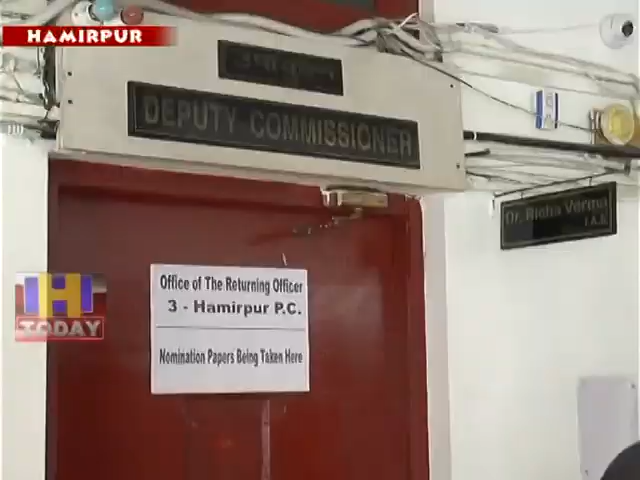 HAMIRPUR
DEPUTY COMMISSIONER
Dr. Richa Verma
I.A.S
Office of The Returning Officer
3 - Hamirpur P.C.
Nomination Papers Being Taken Here
H
TODAY